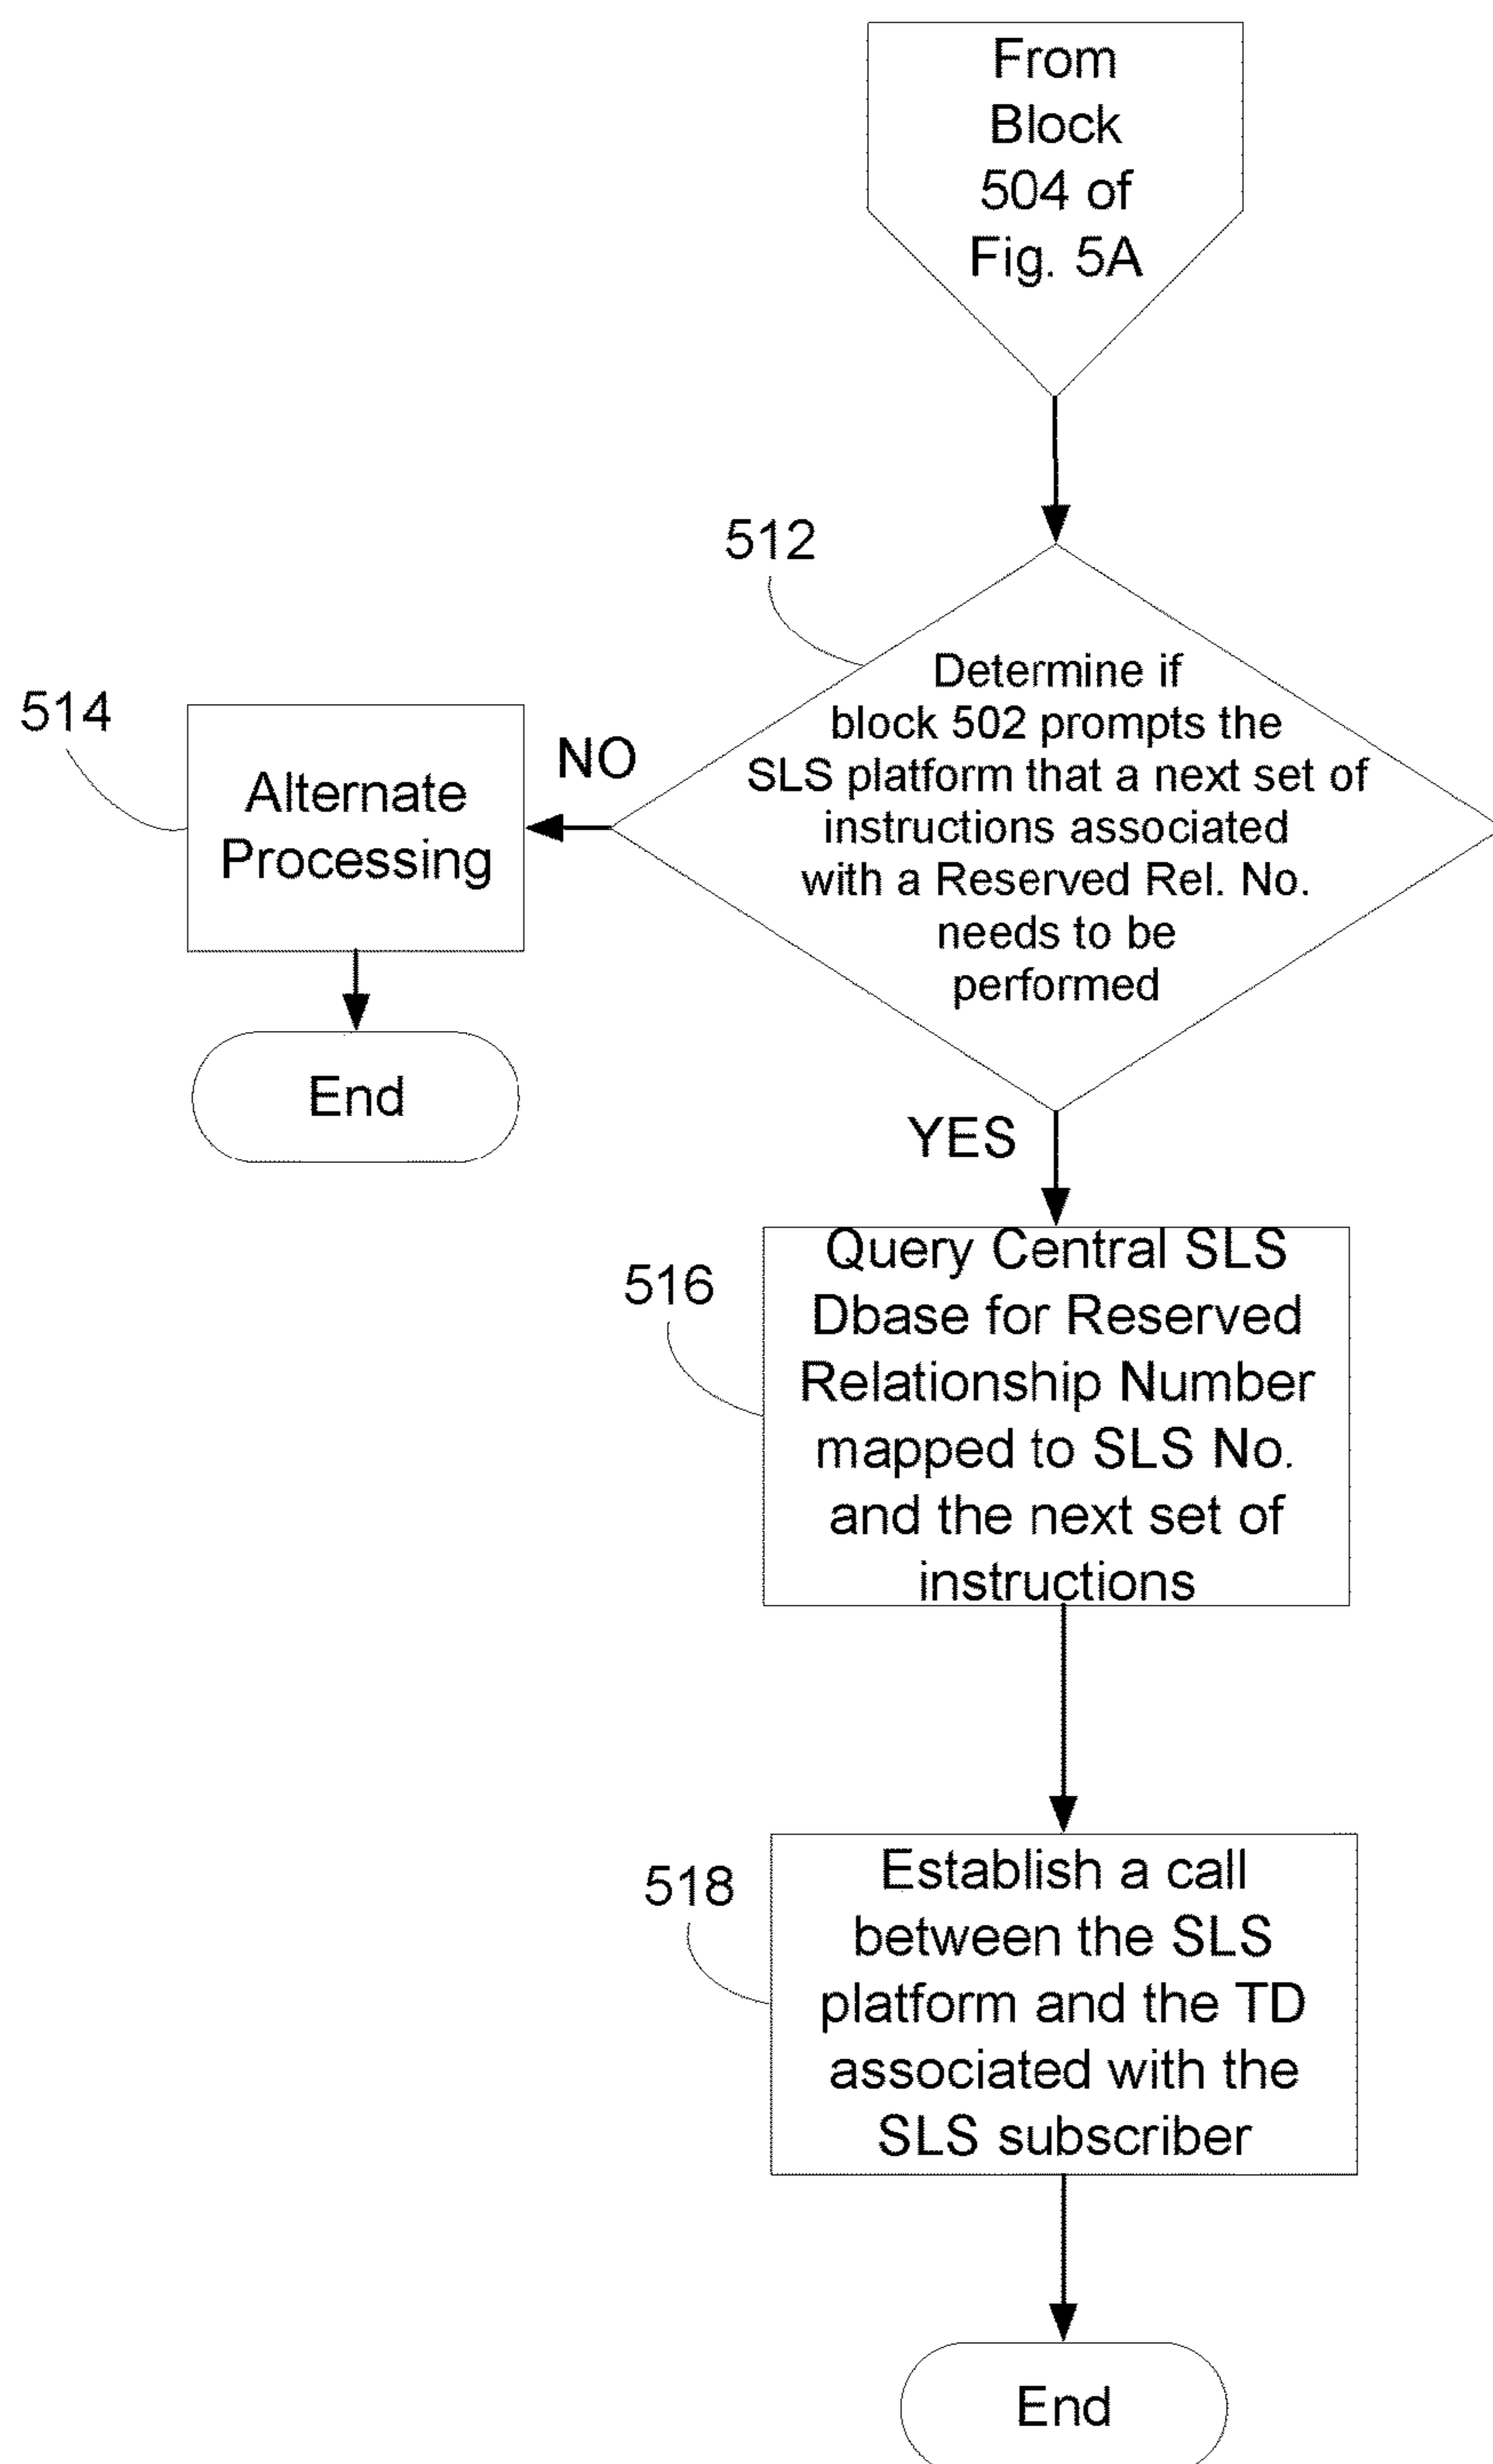 From
Block
504 of
Fig. 5A
512
Determine if
block 502 prompts the
SLS platform that a next set of
instructions associated
with a Reserved Rel. No.
needs to be
performed
NO
514
Alternate
Processing
End
YES
516
Query Central SLS
Dbase for Reserved
Relationship Number
mapped to SLS No.
and the next set of
instructions
518
Establish a call
between the SLS
platform and the TD
associated with the
SLS subscriber
End